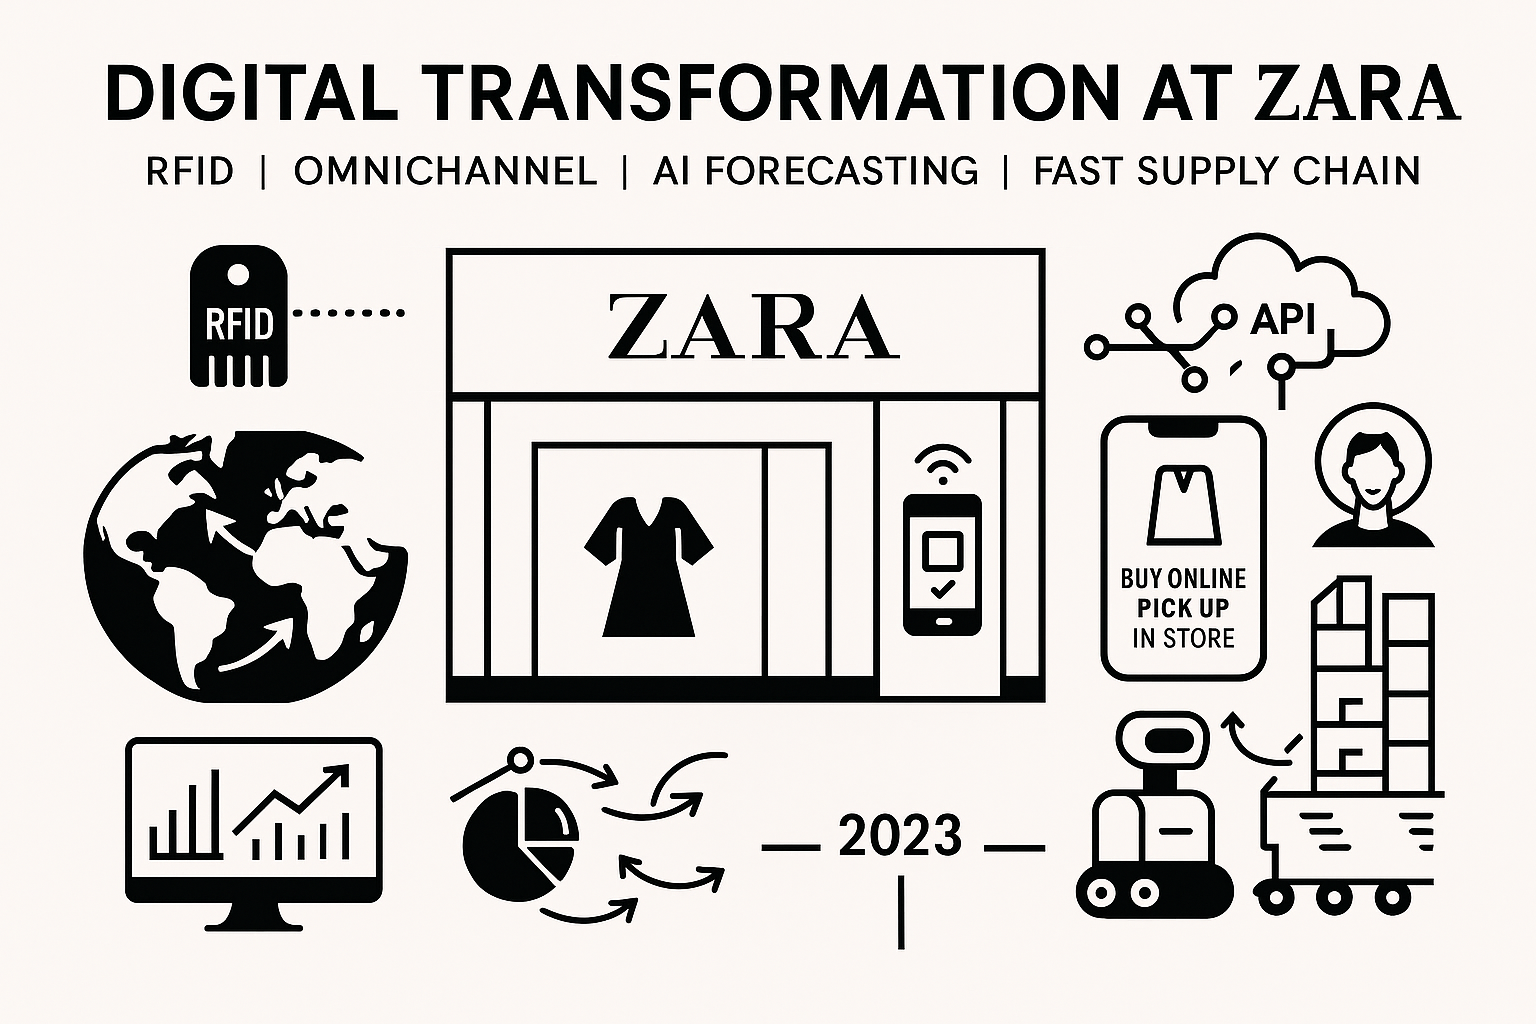 DIGITAL TRANSFORMATION AT ZARA
RFID | OMNICHANNEL | AI FORECASTING | FAST SUPPLY CHAIN
RFID
ZARA
API
BUY ONLINE
PICK UP
IN STORE
2023